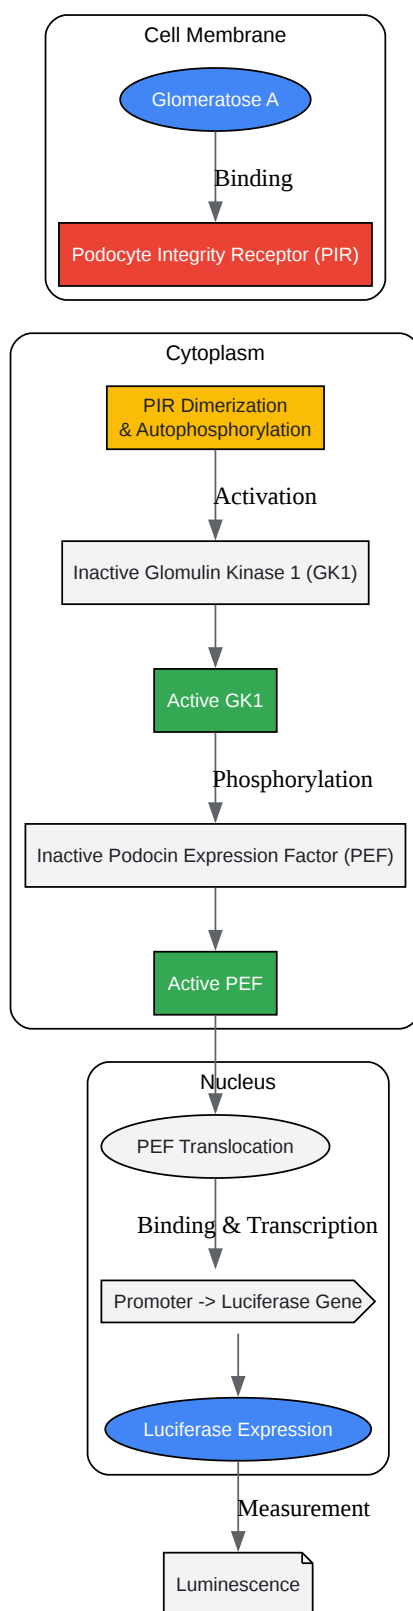 Cell Membrane
Glomeratose A
Binding
Podocyte Integrity Receptor (PIR)
Cytoplasm
PIR Dimerization
& Autophosphorylation
Activation
Inactive Glomulin Kinase 1 (GK1)
Active GK1
Phosphorylation
Inactive Podocin Expression Factor (PEF)
Active PEF
Nucleus
PEF Translocation
Binding & Transcription
Promoter -> Luciferase Gene
Luciferase Expression
Measurement
Luminescence